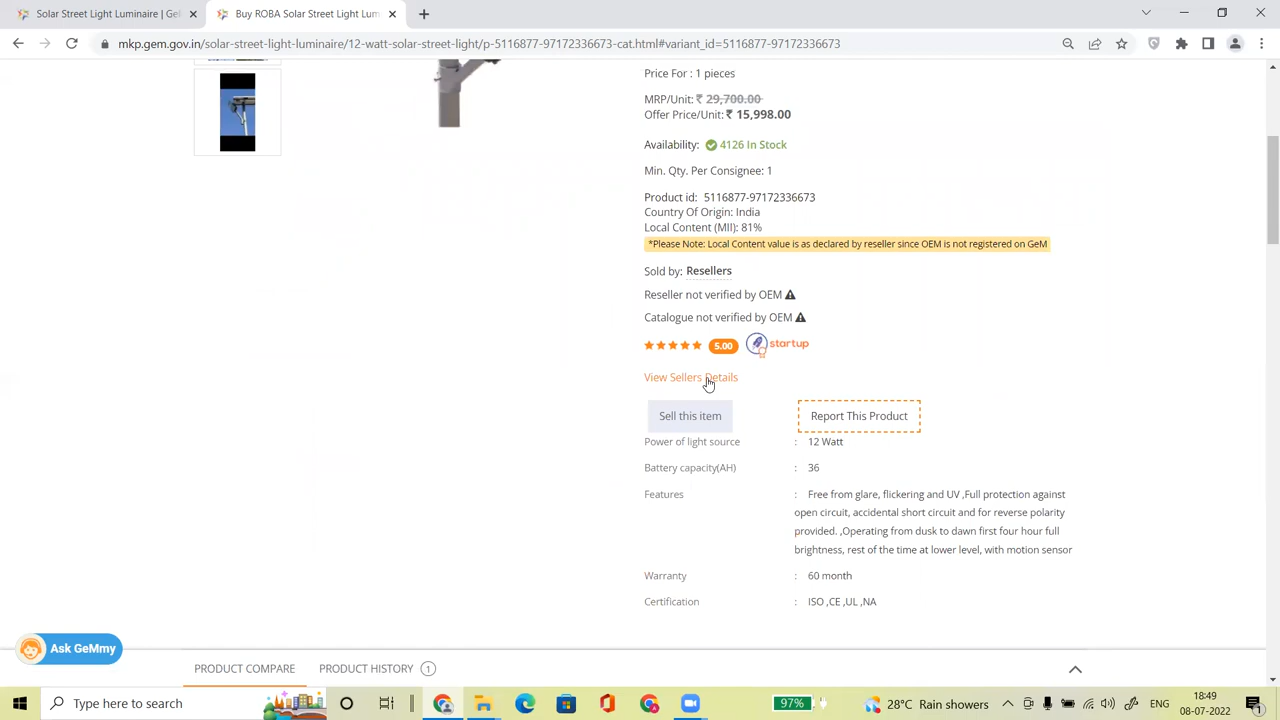 Solar Street Light Luminaire | Ge
Buy ROBA Solar Street Light Lum
mkp.gem.gov.in/solar-street-light-luminaire/12-watt-solar-street-light/p-5116877-97172336673-cat.html#variant_id=5116877-97172336673
Price For : 1 pieces
MRP/Unit: ₹ 29,700.00
Offer Price/Unit: ₹ 15,998.00
Availability: 4126 In Stock
Min. Qty. Per Consignee: 1
Product id: 5116877-97172336673
Country Of Origin: India
Local Content (MII): 81%
*Please Note: Local Content value is as declared by reseller since OEM is not registered on GeM
Sold by: Resellers
Reseller not verified by OEM
Catalogue not verified by OEM
5.00 startup
View Sellers Details
Sell this item Report This Product
Power of light source : 12 Watt
Battery capacity(AH) : 36
Features : Free from glare, flickering and UV ,Full protection against
open circuit, accidental short circuit and for reverse polarity
provided. ,Operating from dusk to dawn first four hour full
brightness, rest of the time at lower level, with motion sensor
Warranty : 60 month
Certification : ISO ,CE ,UL ,NA
Ask GeMmy
PRODUCT COMPARE PRODUCT HISTORY 1
Type here to search 97% 28°C Rain showers ENG 18:49
08-07-2022 1